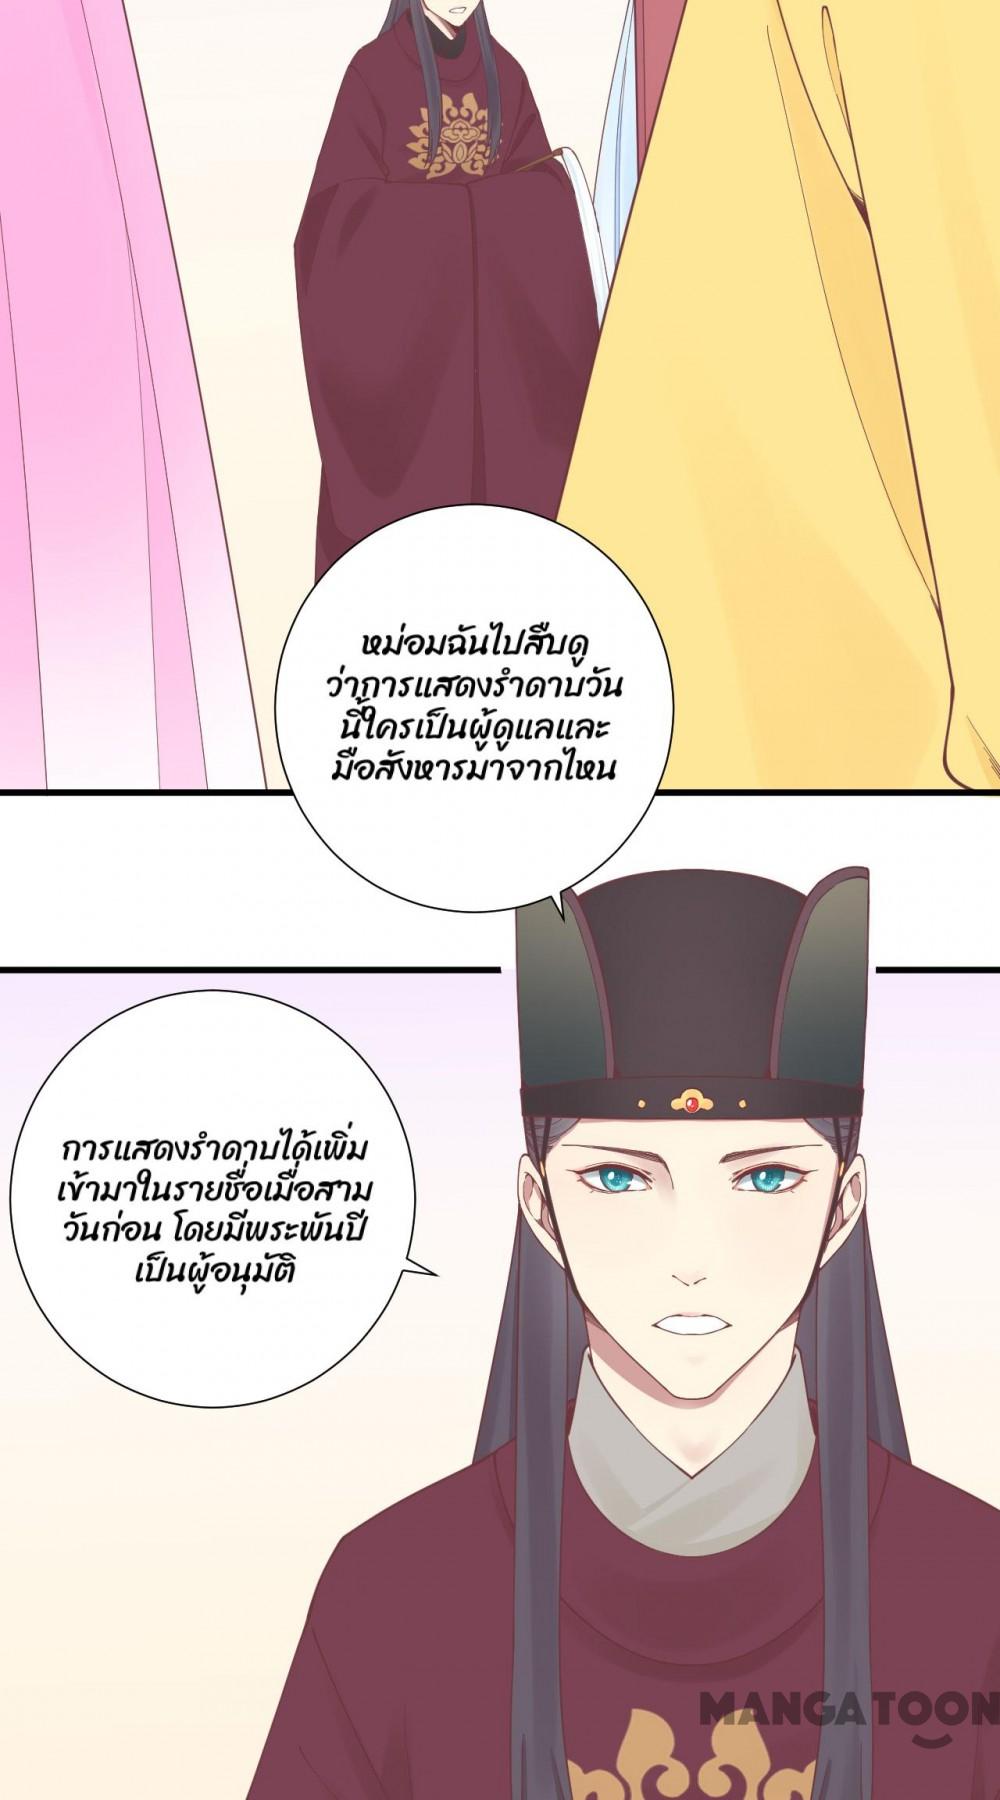 หม่อมฉันไปสืบดู
ว่าการแสดงรำดาบวัน
นี้ใครเป็นผู้ดูแลและ
มือสังหารมาจากไหน
การแสดงรำดาบได้เพิ่ม
เข้ามาในรายชื่อเมื่อสาม
วันก่อน โดยมีพระพันปี
เป็นผู้อนุมัติ
MANGATOON